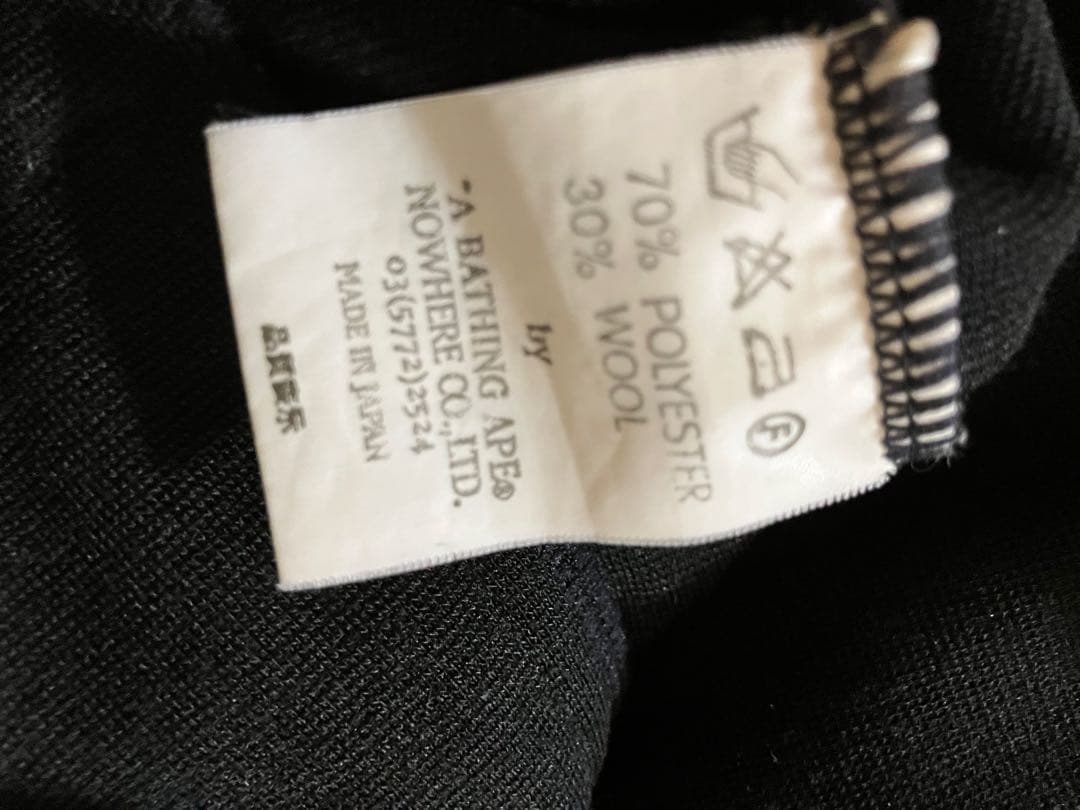 F
70% POLYESTER
30% WOOL
by
"A BATHING APE®
NOWHERE CO., LTD.
03(5772)2524
MADE IN JAPAN
品質表示